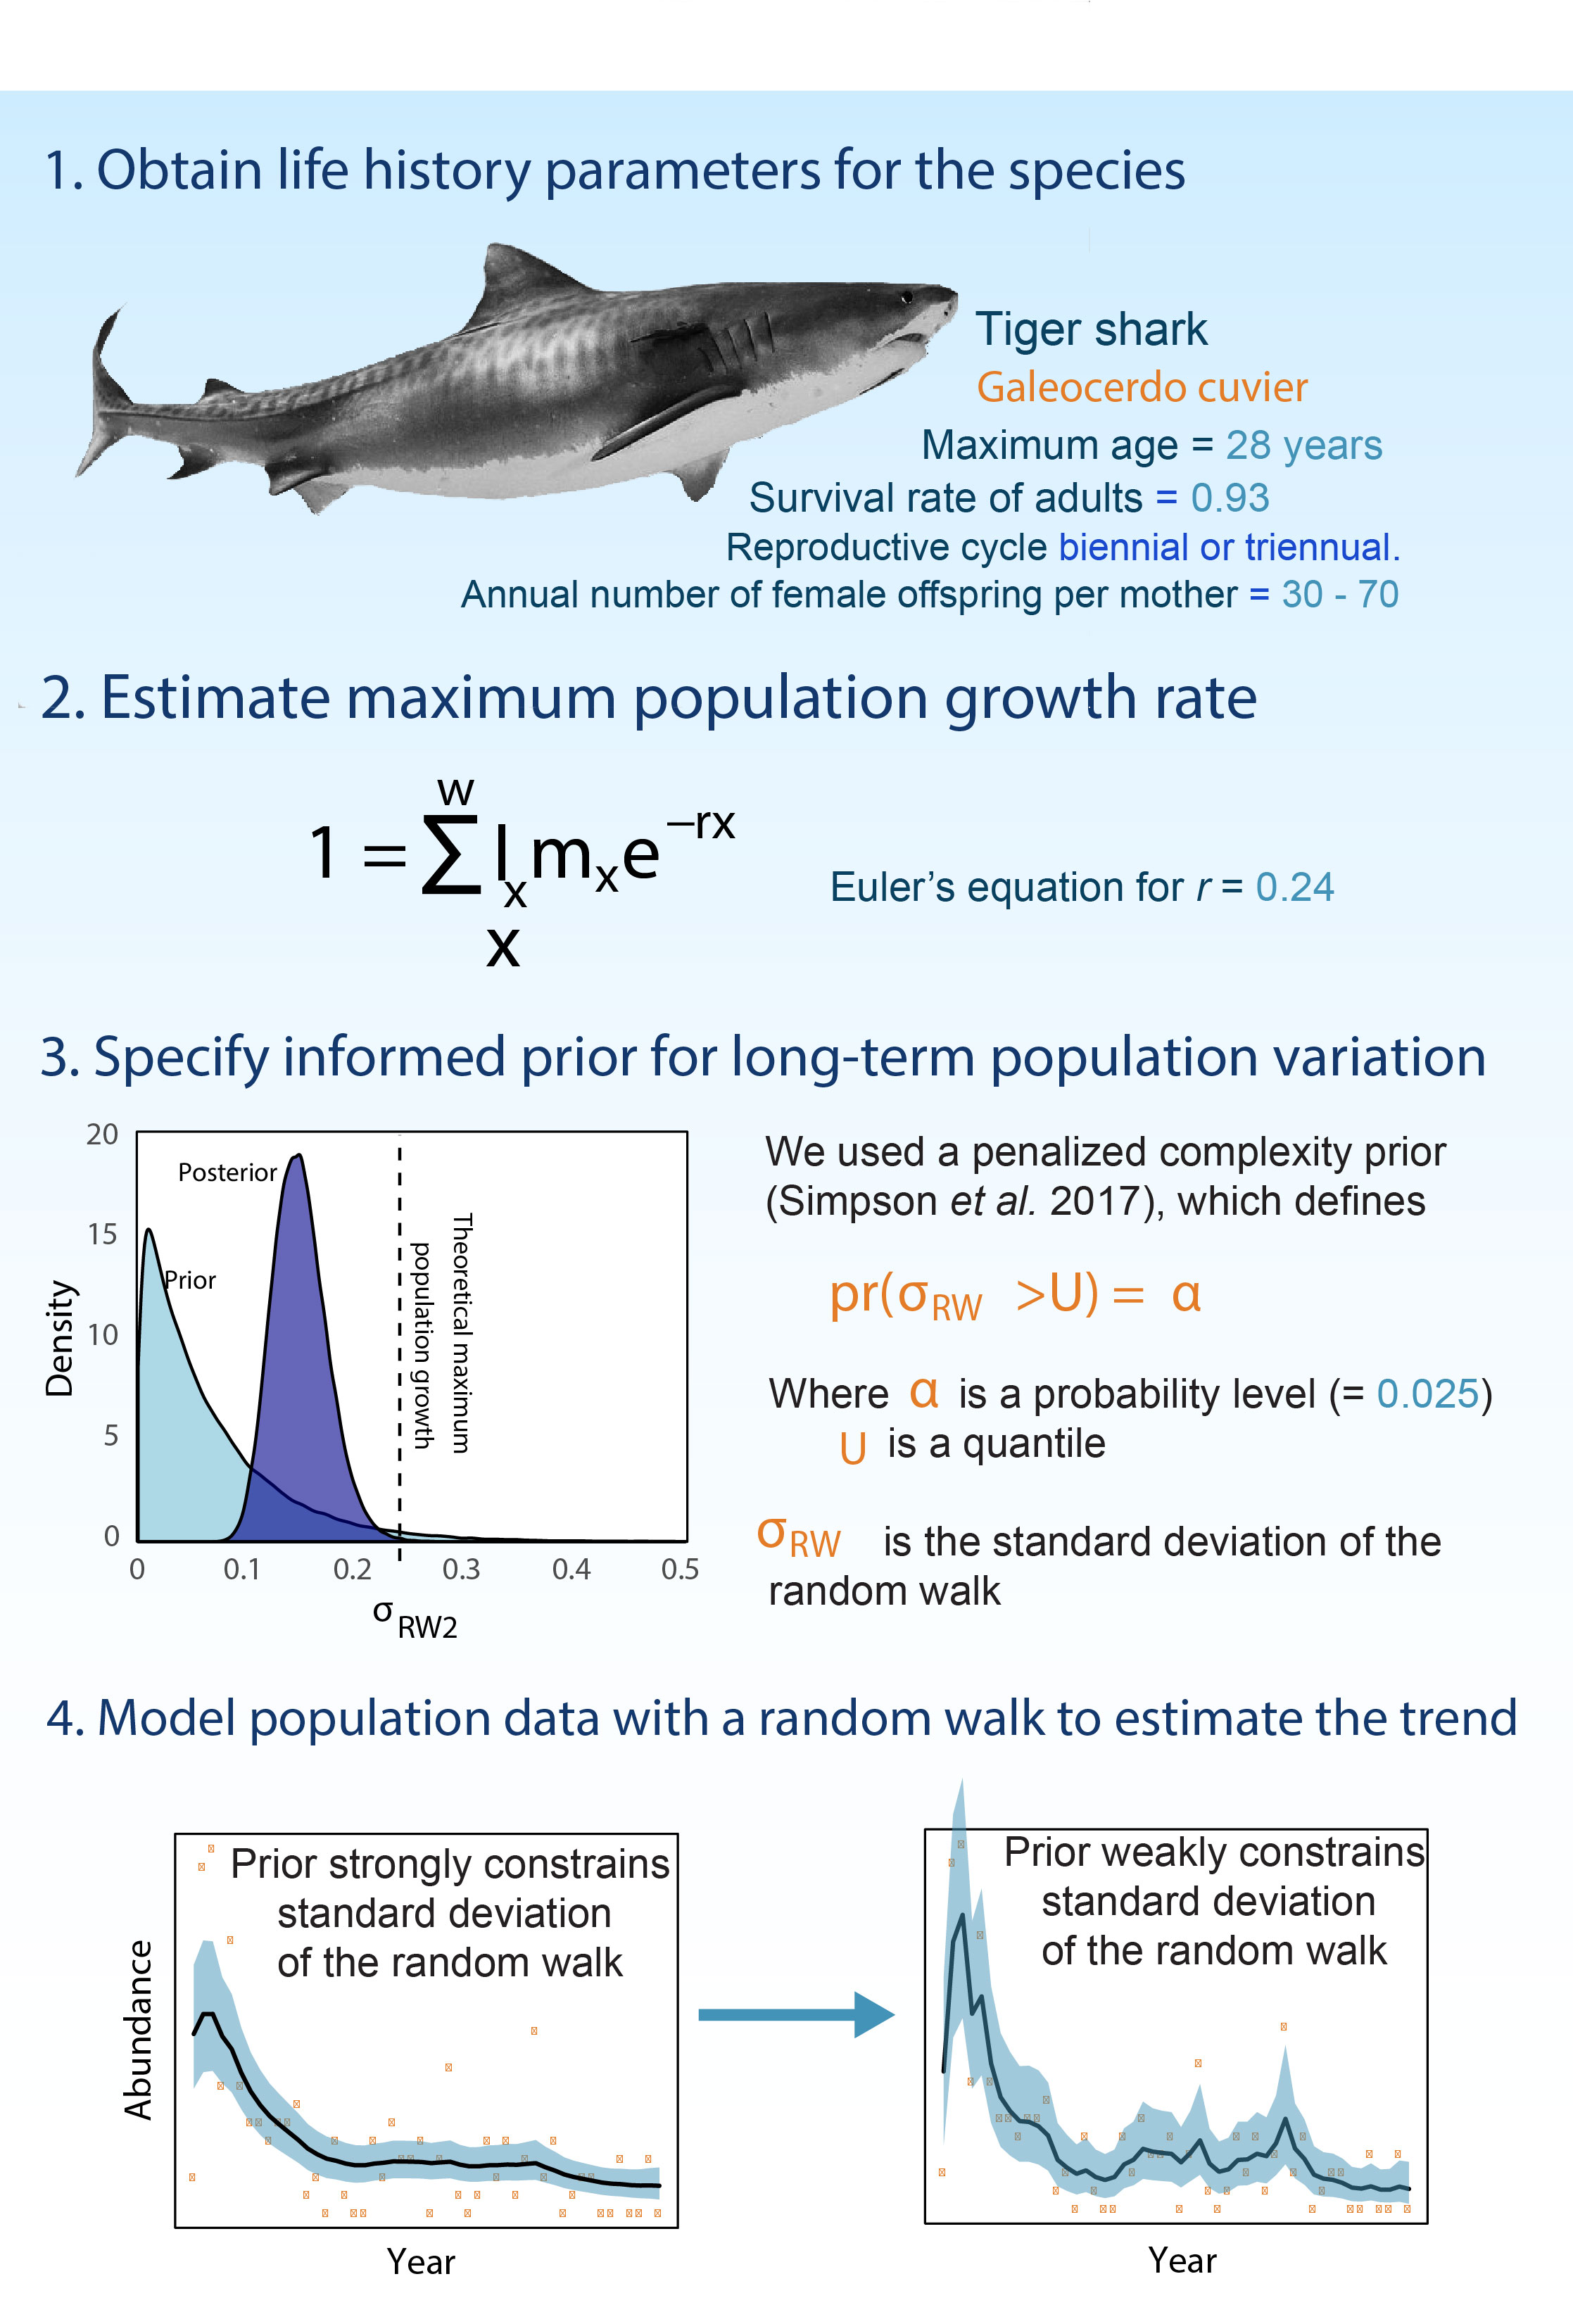 1. Obtain life history parameters for the species
Tiger shark
Galeocerdo cuvier
Maximum age = 28 years
Survival rate of adults = 0.93
Reproductive cycle biennial or triennual.
Annual number of female offspring per mother = 30 - 70
2. Estimate maximum population growth rate
w
1 = Σ lₓmₓe⁻ʳˣ
x
Euler’s equation for r = 0.24
3. Specify informed prior for long-term population variation
20
15
10
5
0
Density
Posterior
Prior
Theoretical maximum
population growth
0 0.1 0.2 0.3 0.4 0.5
σ RW2
We used a penalized complexity prior
(Simpson et al. 2017), which defines
pr(σRW >U) = α
Where α is a probability level (= 0.025)
U is a quantile
σRW is the standard deviation of the
random walk
4. Model population data with a random walk to estimate the trend
Prior strongly constrains
standard deviation
of the random walk
Abundance
Year
Prior weakly constrains
standard deviation
of the random walk
Year